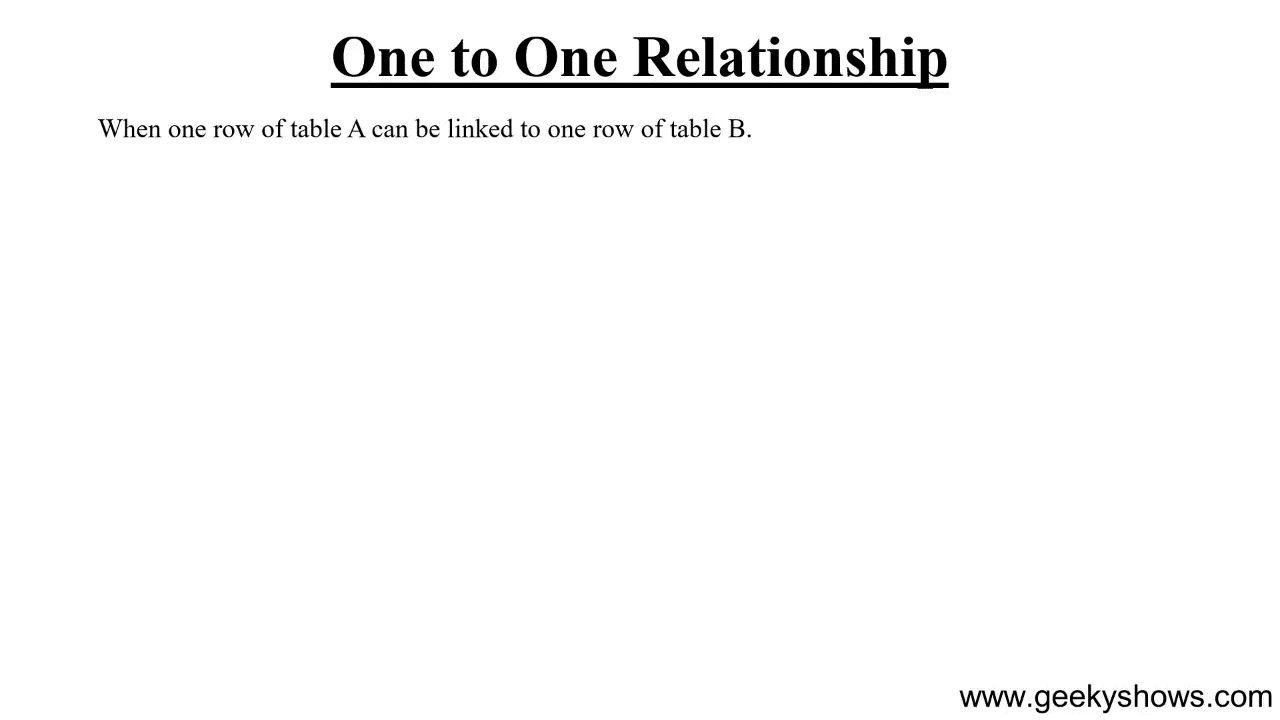 One to One Relationship
When one row of table A can be linked to one row of table B.
www.geekyshows.com